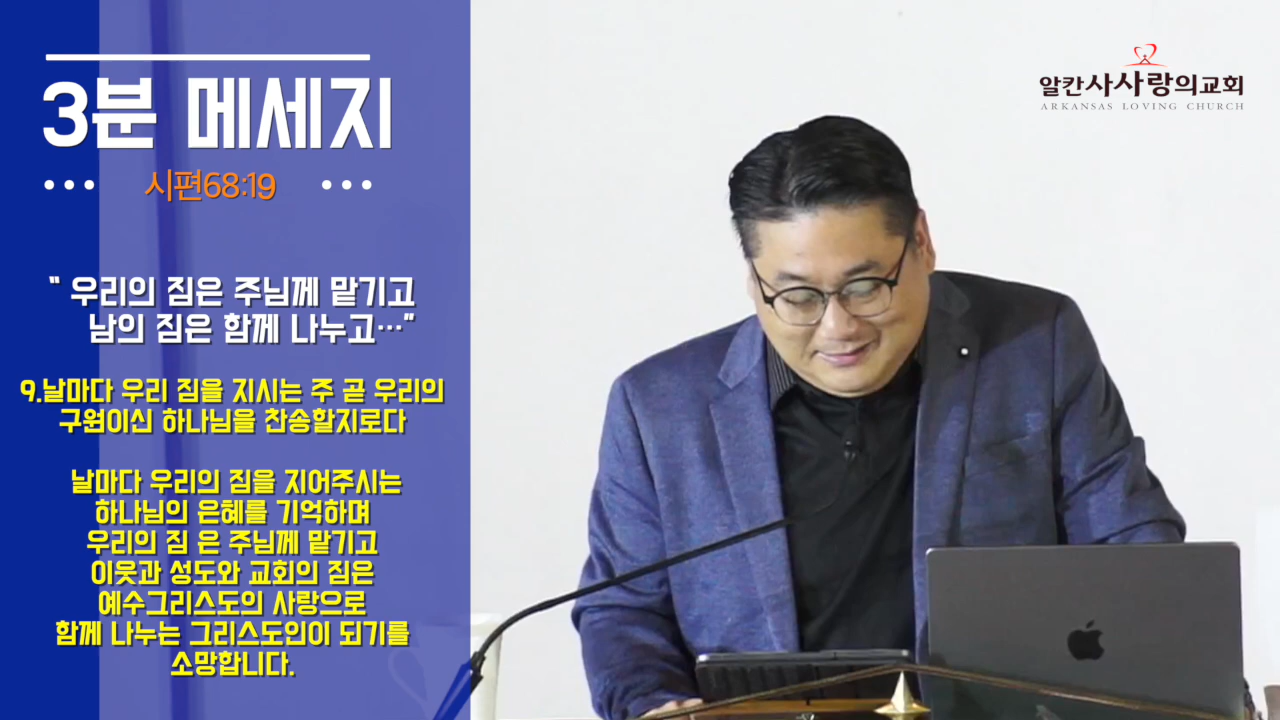 3분 메세지
시편68:19
“ 우리의 짐은 주님께 맡기고
남의 짐은 함께 나누고…”
9.날마다 우리 짐을 지시는 주 곧 우리의
구원이신 하나님을 찬송할지로다
날마다 우리의 짐을 지어주시는
하나님의 은혜를 기억하며
우리의 짐 은 주님께 맡기고
이웃과 성도와 교회의 짐은
예수그리스도의 사랑으로
함께 나누는 그리스도인이 되기를
소망합니다.
알칸사사랑의교회
ARKANSAS LOVING CHURCH